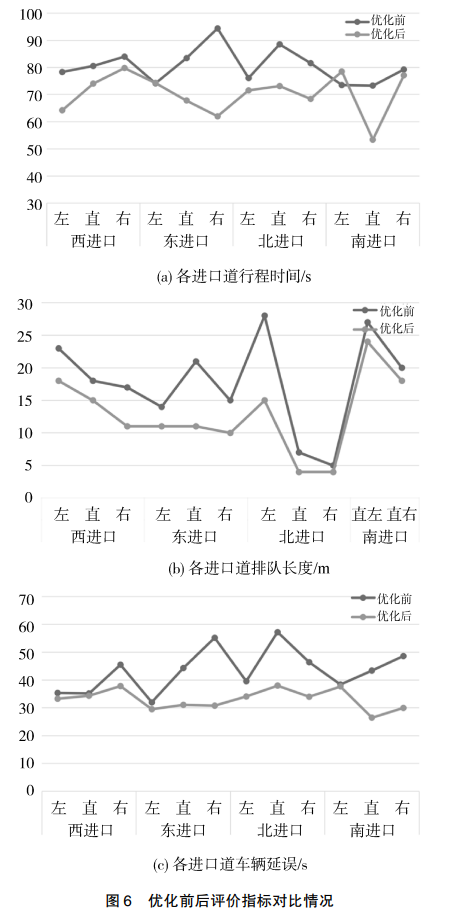 100
90
80
70
60
50
40
30
优化前
优化后
左 直 右 左 直 右 左 直 右 左 直 右
西进口 东进口 北进口 南进口
(a) 各进口道行程时间/s
30
25
20
15
10
5
0
优化前
优化后
左 直 右 左 直 右 左 直 右 直左 直右
西进口 东进口 北进口 南进口
(b) 各进口道排队长度/m
70
60
50
40
30
20
10
0
优化前
优化后
左 直 右 左 直 右 左 直 右 左 直 右
西进口 东进口 北进口 南进口
(c) 各进口道车辆延误/s
图 6 优化前后评价指标对比情况